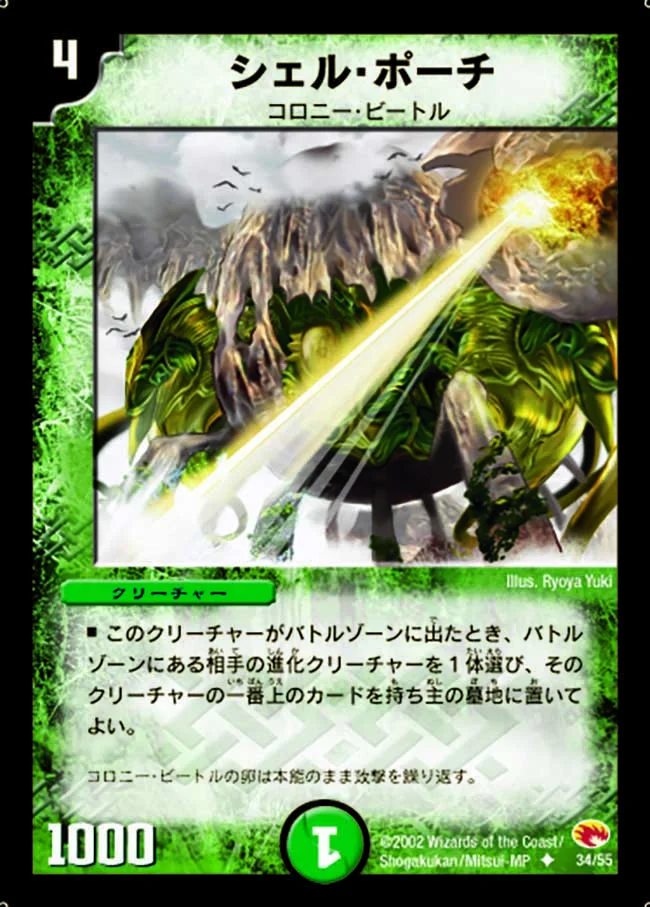 4
シェル・ポーチ
コロニー・ビートル
Illus. Ryoya Yuki
クリーチャー
■ このクリーチャーがバトルゾーンに出たとき、バトル
ゾーンにある相手の進化クリーチャーを1体選び、その
クリーチャーの一番上のカードを持ち主の墓地に置いて
よい。
コロニー・ビートルの卵は本能のまま攻撃を繰り返す。
1000
1
©2002 Wizards of the Coast/
Shogakukan/Mitsui-MP ◆ 34/55